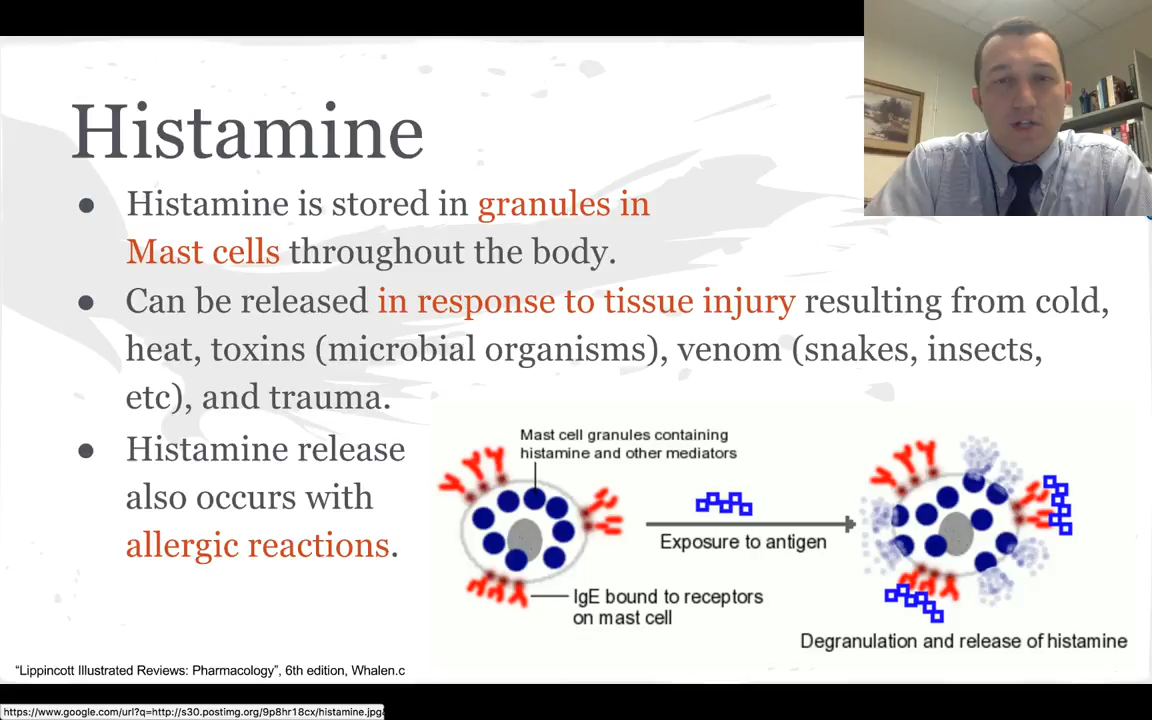 Histamine
● Histamine is stored in granules in
Mast cells throughout the body.
● Can be released in response to tissue injury resulting from cold,
heat, toxins (microbial organisms), venom (snakes, insects,
etc), and trauma.
● Histamine release
also occurs with
allergic reactions.
Mast cell granules containing
histamine and other mediators
Exposure to antigen
IgE bound to receptors
on mast cell
Degranulation and release of histamine
“Lippincott Illustrated Reviews: Pharmacology”, 6th edition, Whalen.c
https://www.google.com/url?q=http://s30.postimg.org/9p8hr18cx/histamine.jpg&